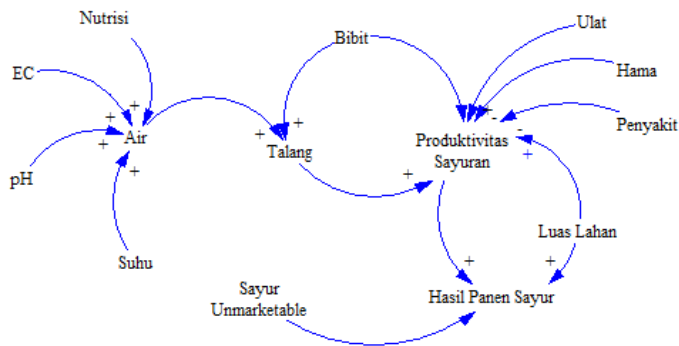 Nutrisi
EC
pH
Suhu
Air
+
+
+
+
Bibit
+
+
Talang
Ulat
Hama
Penyakit
-
-
-
+
+
Produktivitas
Sayuran
Luas Lahan
+
+
Hasil Panen Sayur
Sayur
Unmarketable